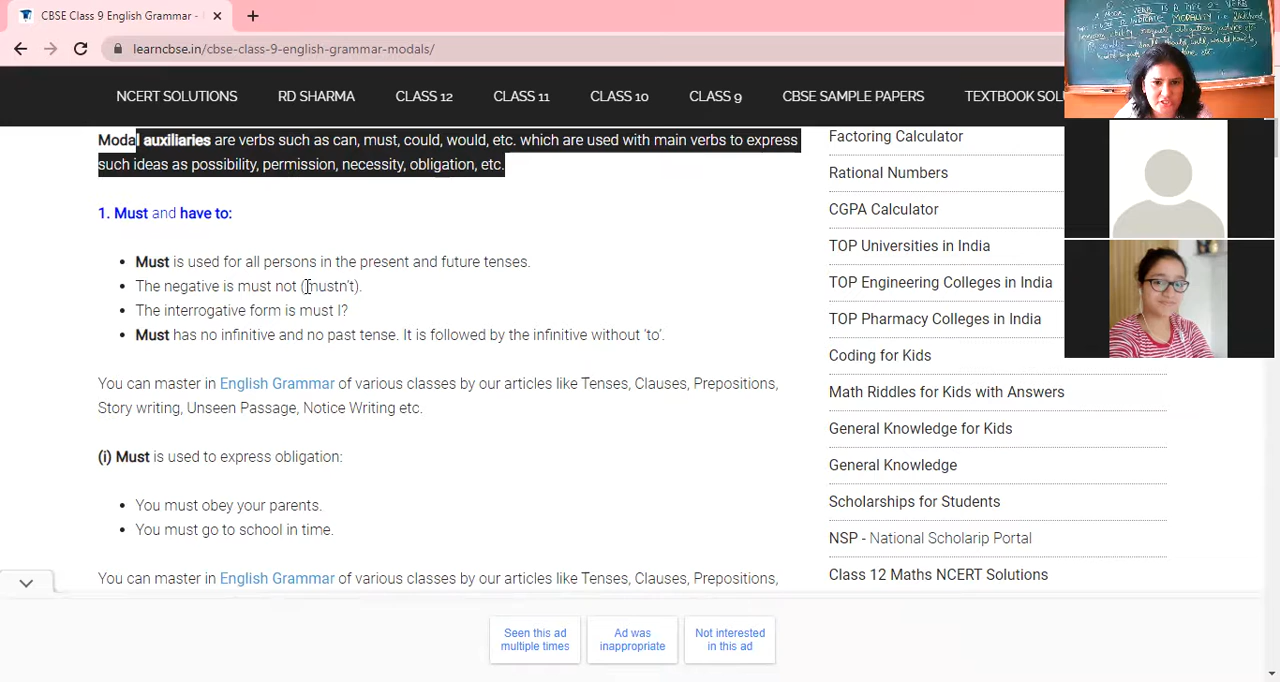 CBSE Class 9 English Grammar -
learncbse.in/cbse-class-9-english-grammar-modals/
NCERT SOLUTIONS RD SHARMA CLASS 12 CLASS 11 CLASS 10 CLASS 9 CBSE SAMPLE PAPERS TEXTBOOK SOLU
Modal auxiliaries are verbs such as can, must, could, would, etc. which are used with main verbs to express
such ideas as possibility, permission, necessity, obligation, etc.
1. Must and have to:
Must is used for all persons in the present and future tenses.
The negative is must not (mustn’t).
The interrogative form is must I?
Must has no infinitive and no past tense. It is followed by the infinitive without ‘to’.
You can master in English Grammar of various classes by our articles like Tenses, Clauses, Prepositions,
Story writing, Unseen Passage, Notice Writing etc.
(i) Must is used to express obligation:
You must obey your parents.
You must go to school in time.
You can master in English Grammar of various classes by our articles like Tenses, Clauses, Prepositions,
Factoring Calculator
Rational Numbers
CGPA Calculator
TOP Universities in India
TOP Engineering Colleges in India
TOP Pharmacy Colleges in India
Coding for Kids
Math Riddles for Kids with Answers
General Knowledge for Kids
General Knowledge
Scholarships for Students
NSP - National Scholarip Portal
Class 12 Maths NCERT Solutions
Seen this ad
multiple times
Ad was
inappropriate
Not interested
in this ad
VERB IS A TYPE OF VERB
INDICATE MODALITY i.e.